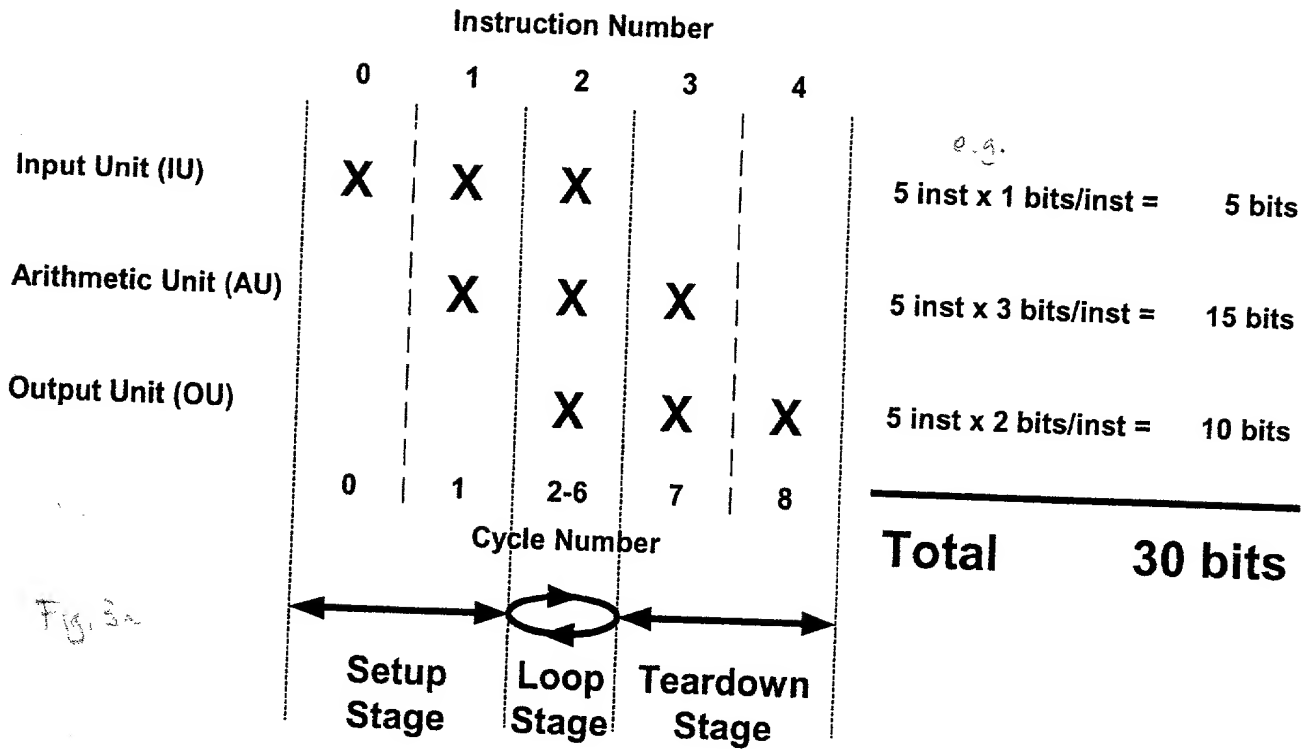 Instruction Number
0 1 2 3 4
e.g.
Input Unit (IU) X X X 5 inst x 1 bits/inst = 5 bits
Arithmetic Unit (AU) X X X 5 inst x 3 bits/inst = 15 bits
Output Unit (OU) X X X 5 inst x 2 bits/inst = 10 bits
0 1 2-6 7 8
Cycle Number
Total 30 bits
Setup Stage
Loop Stage
Teardown Stage
Fig. 3a